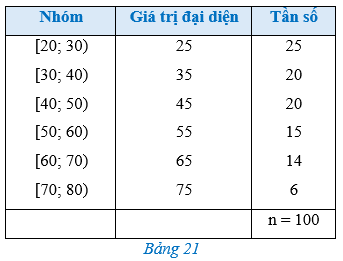 Nhóm Giá trị đại diện Tần số
[20; 30) 25 25
[30; 40) 35 20
[40; 50) 45 20
[50; 60) 55 15
[60; 70) 65 14
[70; 80) 75 6
n = 100
Bảng 21